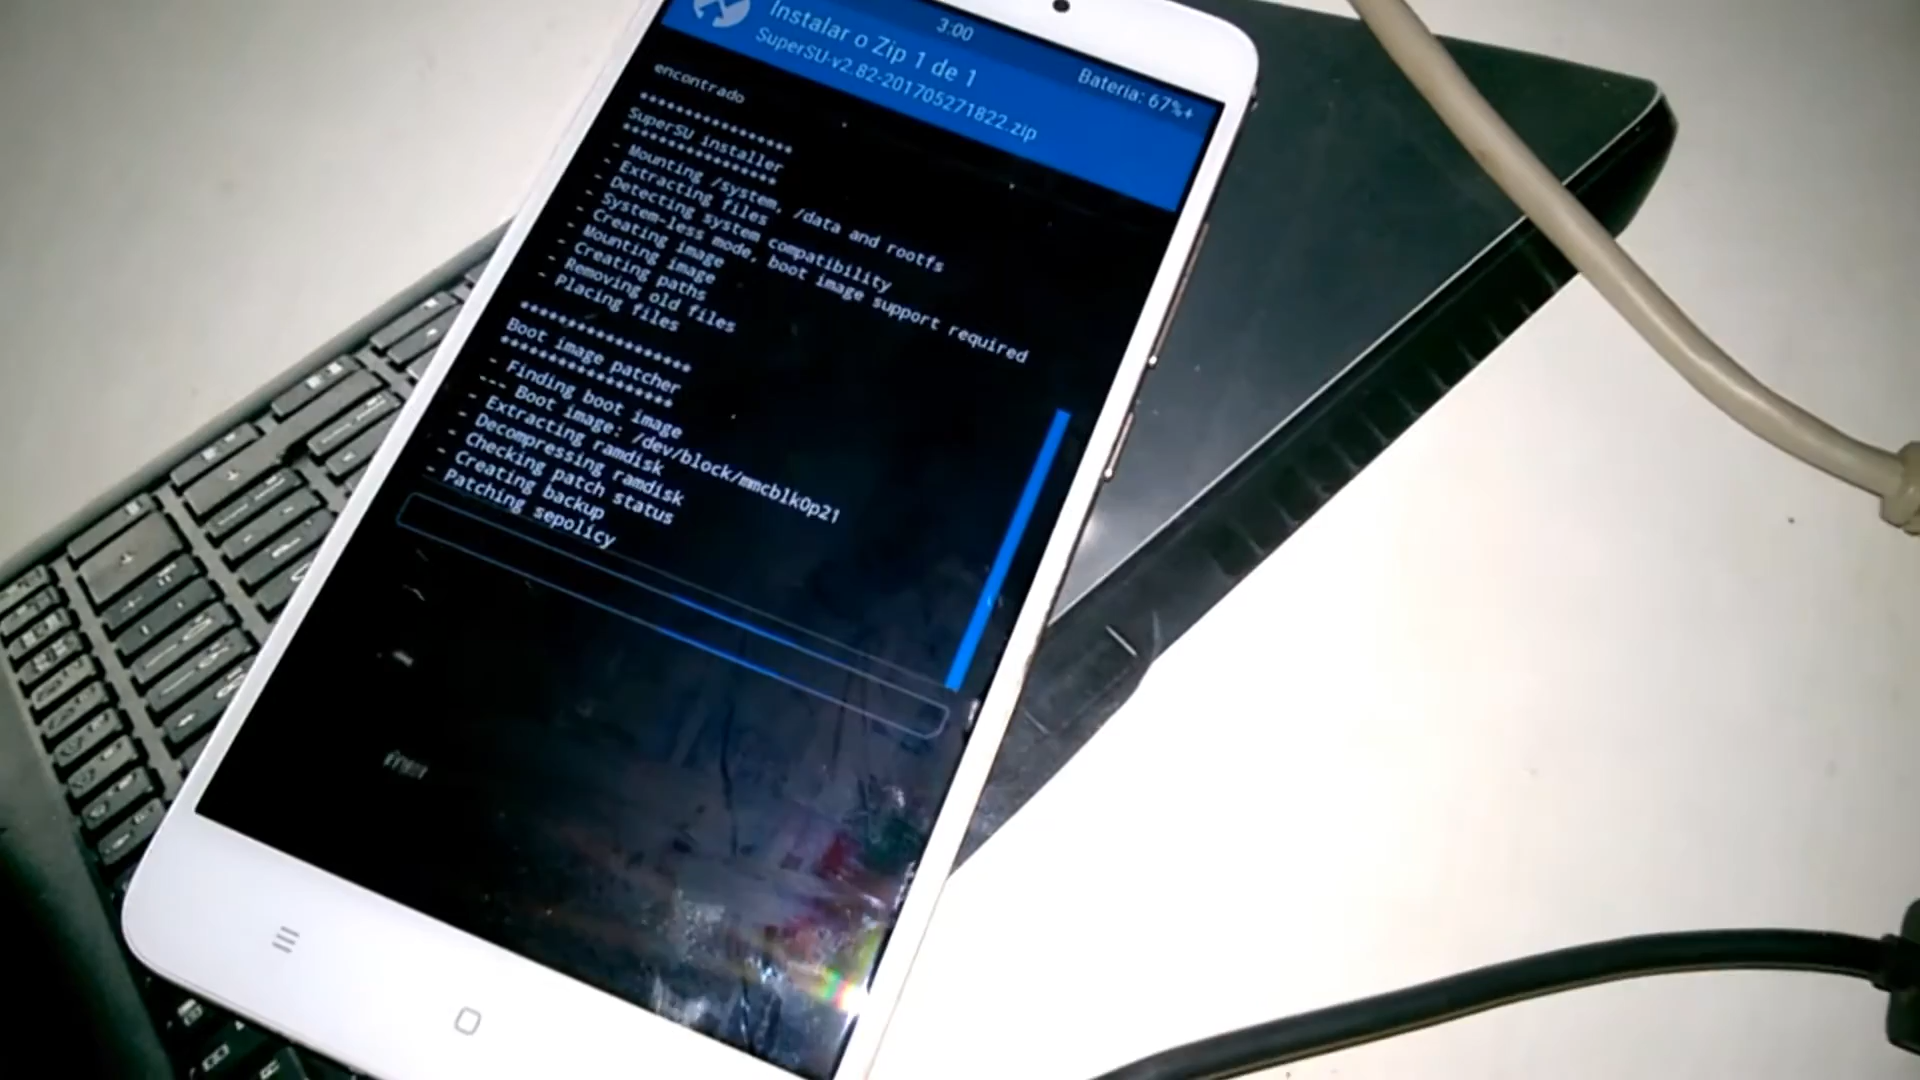 3:00
Bateria: 67%+
Instalar o Zip 1 de 1
SuperSU-v2.82-201705271822.zip
encontrado
*****************
SuperSU installer
*****************
- Mounting /system, /data and rootfs
- Extracting files
- Detecting system compatibility
- System-less mode, boot image support required
- Creating image
- Mounting image
- Creating paths
- Removing old files
- Placing files
*******************
Boot image patcher
*******************
- Finding boot image
--- Boot image: /dev/block/mmcblk0p21
- Extracting ramdisk
- Decompressing ramdisk
- Checking patch status
- Creating backup
- Patching sepolicy